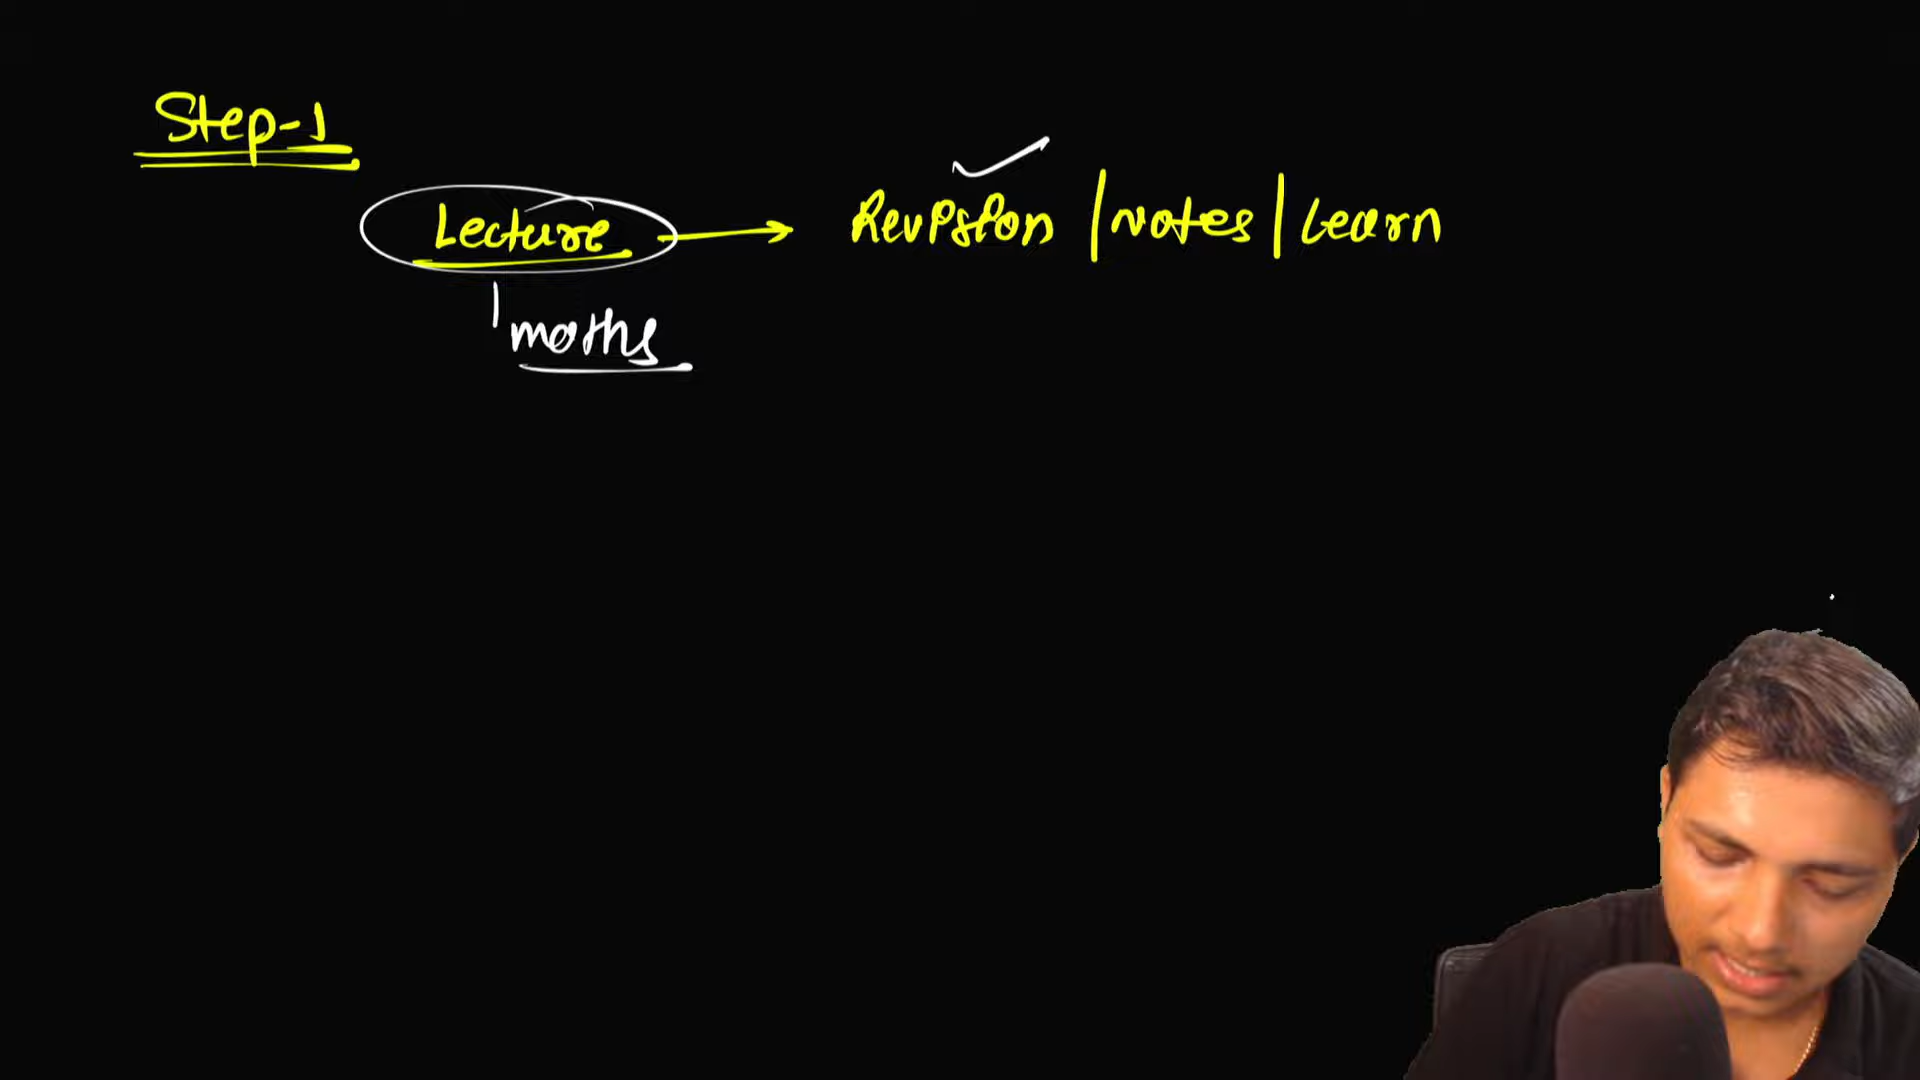 Step-1
Lecture → Revision | Notes | Learn
maths